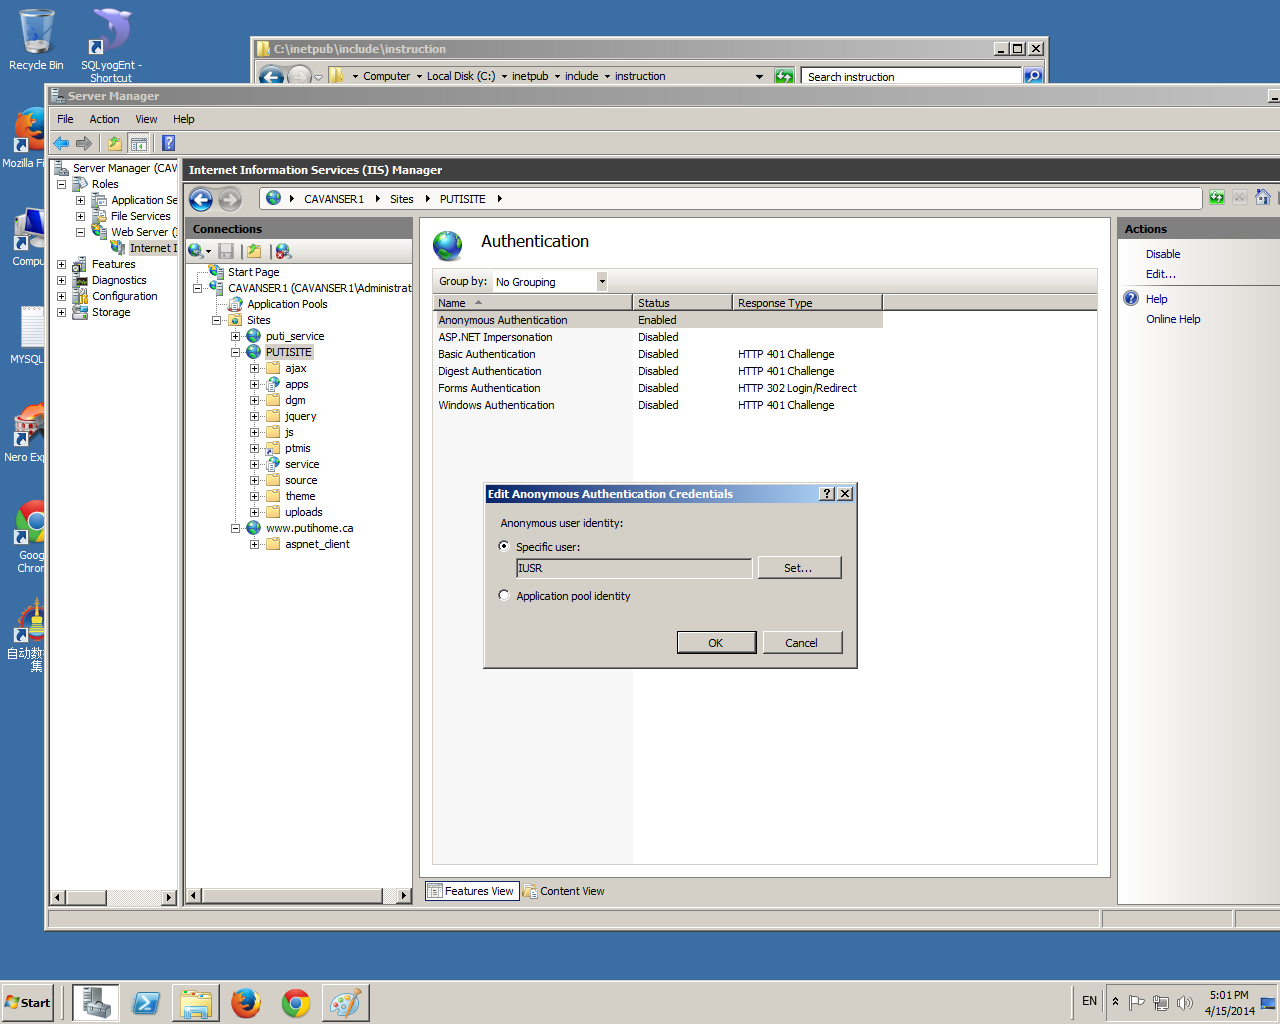 Recycle Bin
SQLyogEnt -
Shortcut
C:\inetpub\include\instruction
Computer
Local Disk (C:)
inetpub
include
instruction
Search instruction
Server Manager
File
Action
View
Help
Mozilla Fi
Compu
MYSQL
Nero Exp
Goog
Chron
自动数
集
Server Manager (CAV
Roles
Application Se
File Services
Web Server (
Internet I
Features
Diagnostics
Configuration
Storage
Internet Information Services (IIS) Manager
CAVANSER1
Sites
PUTISITE
Connections
Start Page
CAVANSER1 (CAVANSER1\Administrat
Application Pools
Sites
puti_service
PUTISITE
ajax
apps
dgm
jquery
js
ptmis
service
source
theme
uploads
www.putihome.ca
aspnet_client
Authentication
Group by: No Grouping
Name Status Response Type
Anonymous Authentication Enabled
ASP.NET Impersonation Disabled
Basic Authentication Disabled HTTP 401 Challenge
Digest Authentication Disabled HTTP 401 Challenge
Forms Authentication Disabled HTTP 302 Login/Redirect
Windows Authentication Disabled HTTP 401 Challenge
Edit Anonymous Authentication Credentials
Anonymous user identity:
Specific user:
IUSR
Set...
Application pool identity
OK
Cancel
Features View
Content View
Actions
Disable
Edit...
Help
Online Help
Start
EN
5:01 PM
4/15/2014